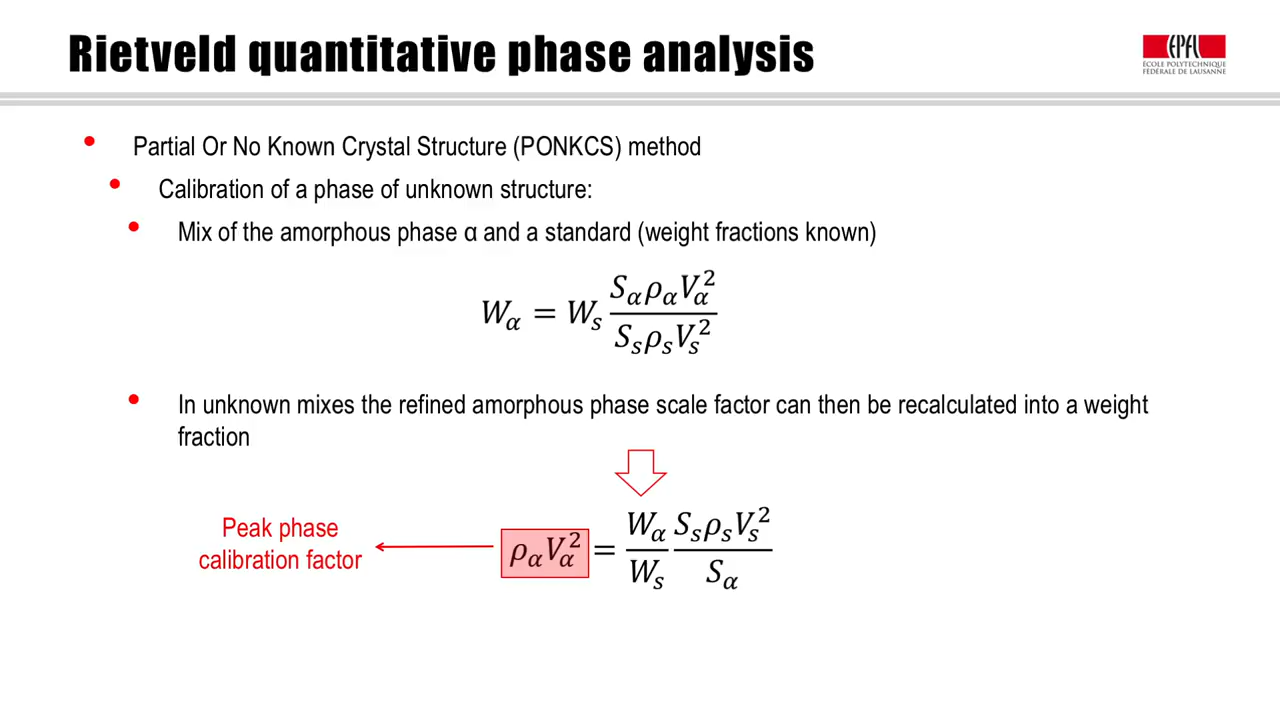 Rietveld quantitative phase analysis
EPFL
ÉCOLE POLYTECHNIQUE
FÉDÉRALE DE LAUSANNE
• Partial Or No Known Crystal Structure (PONKCS) method
• Calibration of a phase of unknown structure:
• Mix of the amorphous phase α and a standard (weight fractions known)
W_α = W_s (S_α ρ_α V_α^2) / (S_s ρ_s V_s^2)
• In unknown mixes the refined amorphous phase scale factor can then be recalculated into a weight
fraction
Peak phase
calibration factor
ρ_α V_α^2 = (W_α / W_s) (S_s ρ_s V_s^2 / S_α)